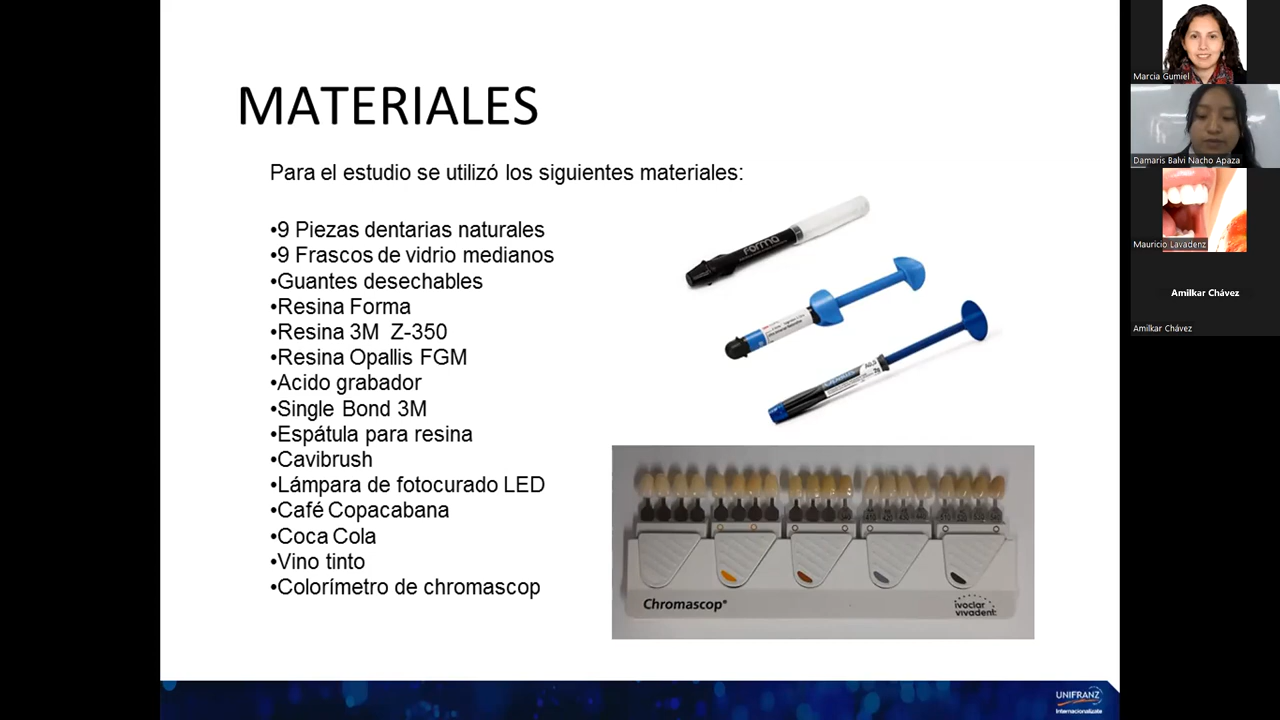 MATERIALES
Para el estudio se utilizó los siguientes materiales:
•9 Piezas dentarias naturales
•9 Frascos de vidrio medianos
•Guantes desechables
•Resina Forma
•Resina 3M Z-350
•Resina Opallis FGM
•Acido grabador
•Single Bond 3M
•Espátula para resina
•Cavibrush
•Lámpara de fotocurado LED
•Café Copacabana
•Coca Cola
•Vino tinto
•Colorímetro de chromascop
forma
Chromascop®
ivoclar
vivadent
UNIFRANZ
Internacionalízate
Marcia Gumiel
Damaris Balvi Nacho Apaza
Mauricio Lavadenz
Amilkar Chávez
Amilkar Chávez